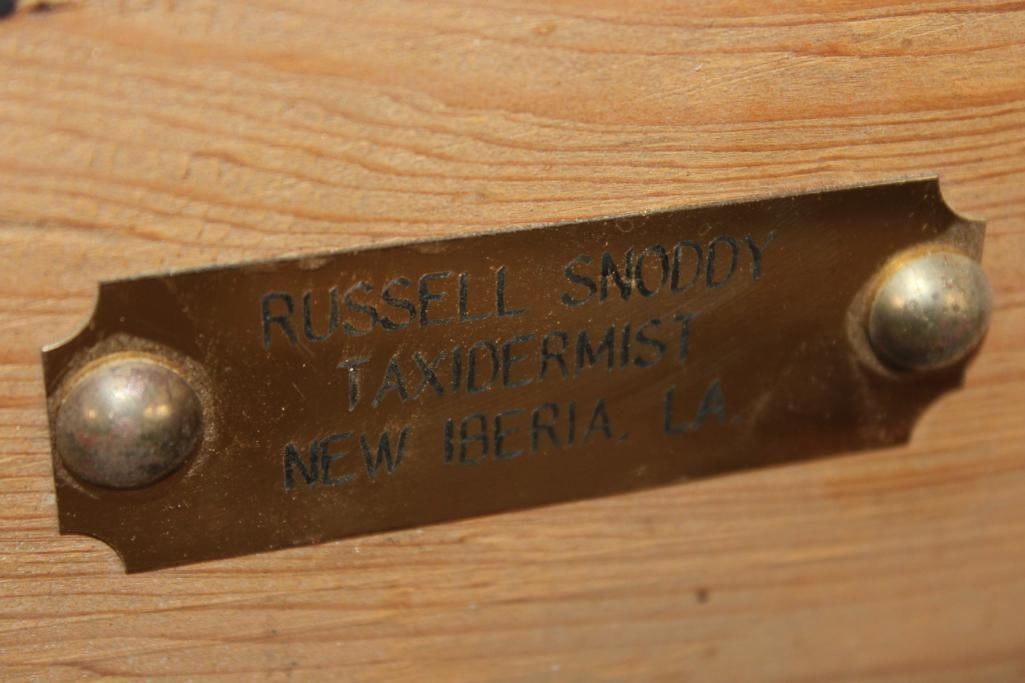 RUSSELL SNODDY
TAXIDERMIST
NEW IBERIA, LA.